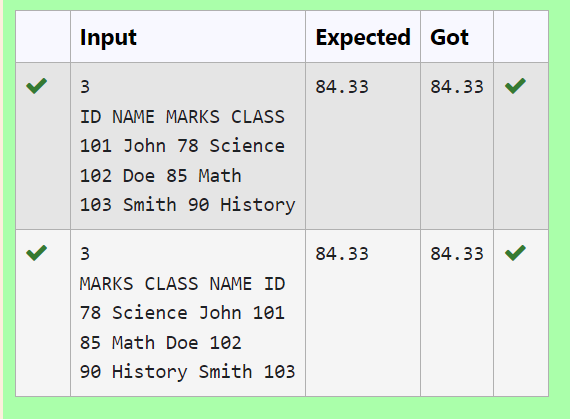 Input Expected Got
3 84.33 84.33
ID NAME MARKS CLASS
101 John 78 Science
102 Doe 85 Math
103 Smith 90 History
3 84.33 84.33
MARKS CLASS NAME ID
78 Science John 101
85 Math Doe 102
90 History Smith 103